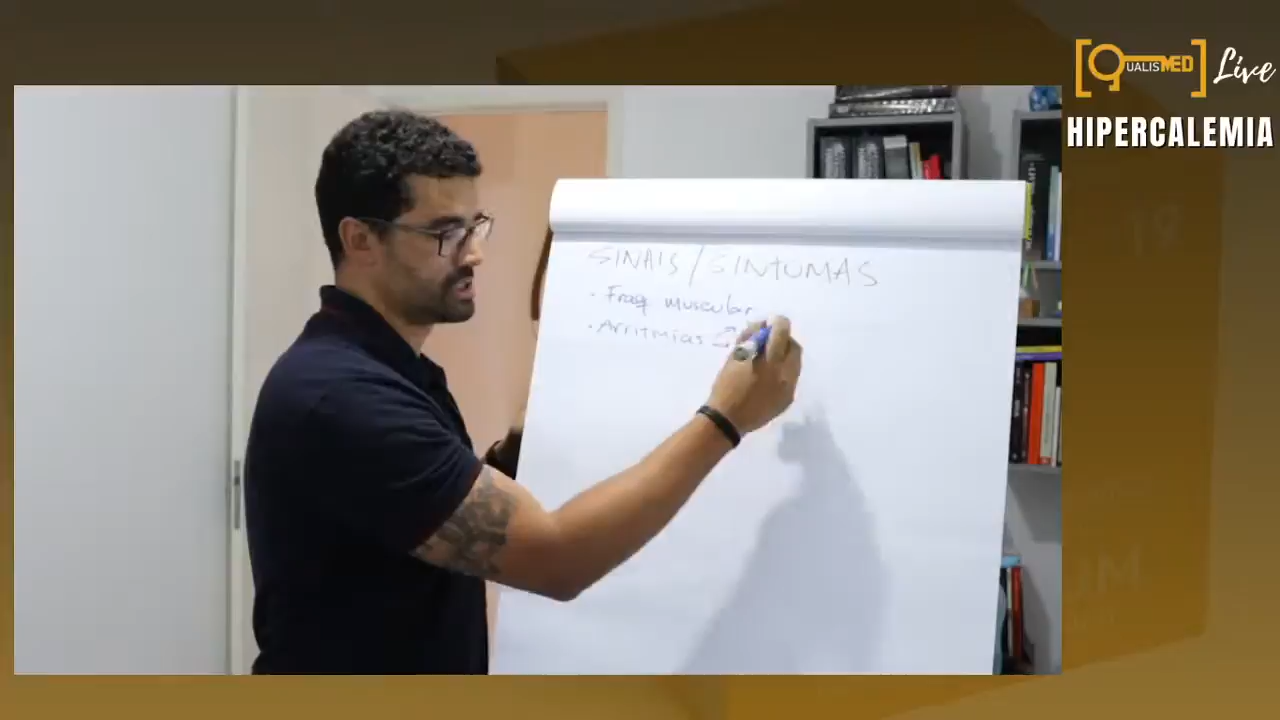 QUALISMED Live
HIPERCALEMIA
SINAIS / SINTOMAS
· Fraq muscular
· Arritmias